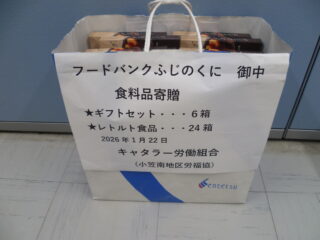 フードバンクふじのくに　御中
食料品寄贈
★ギフトセット・・・６箱
★レトルト食品・・・24箱
2026年1月22日
キャタラー労働組合
（小笠南地区労福協）